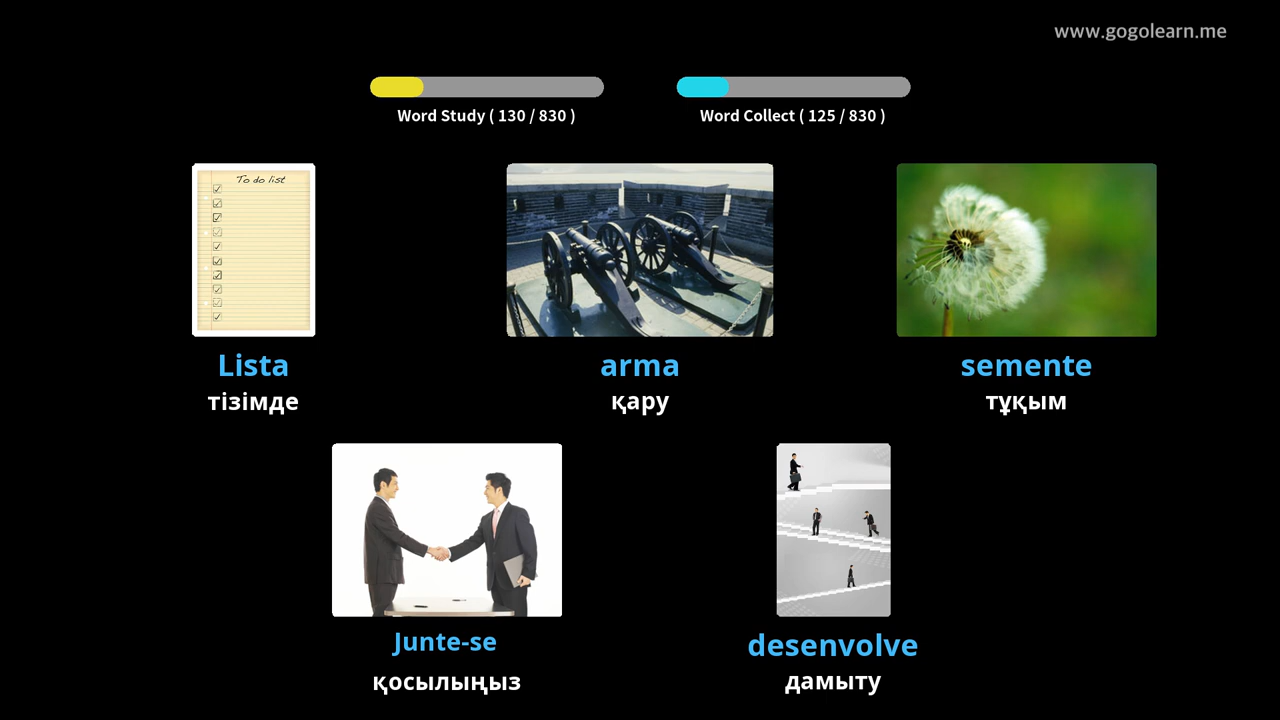 www.gogolearn.me
Word Study ( 130 / 830 )
Word Collect ( 125 / 830 )
To do list
Lista
arma
semente
тізімде
қару
тұқым
Junte-se
desenvolve
қосылыңыз
дамыту